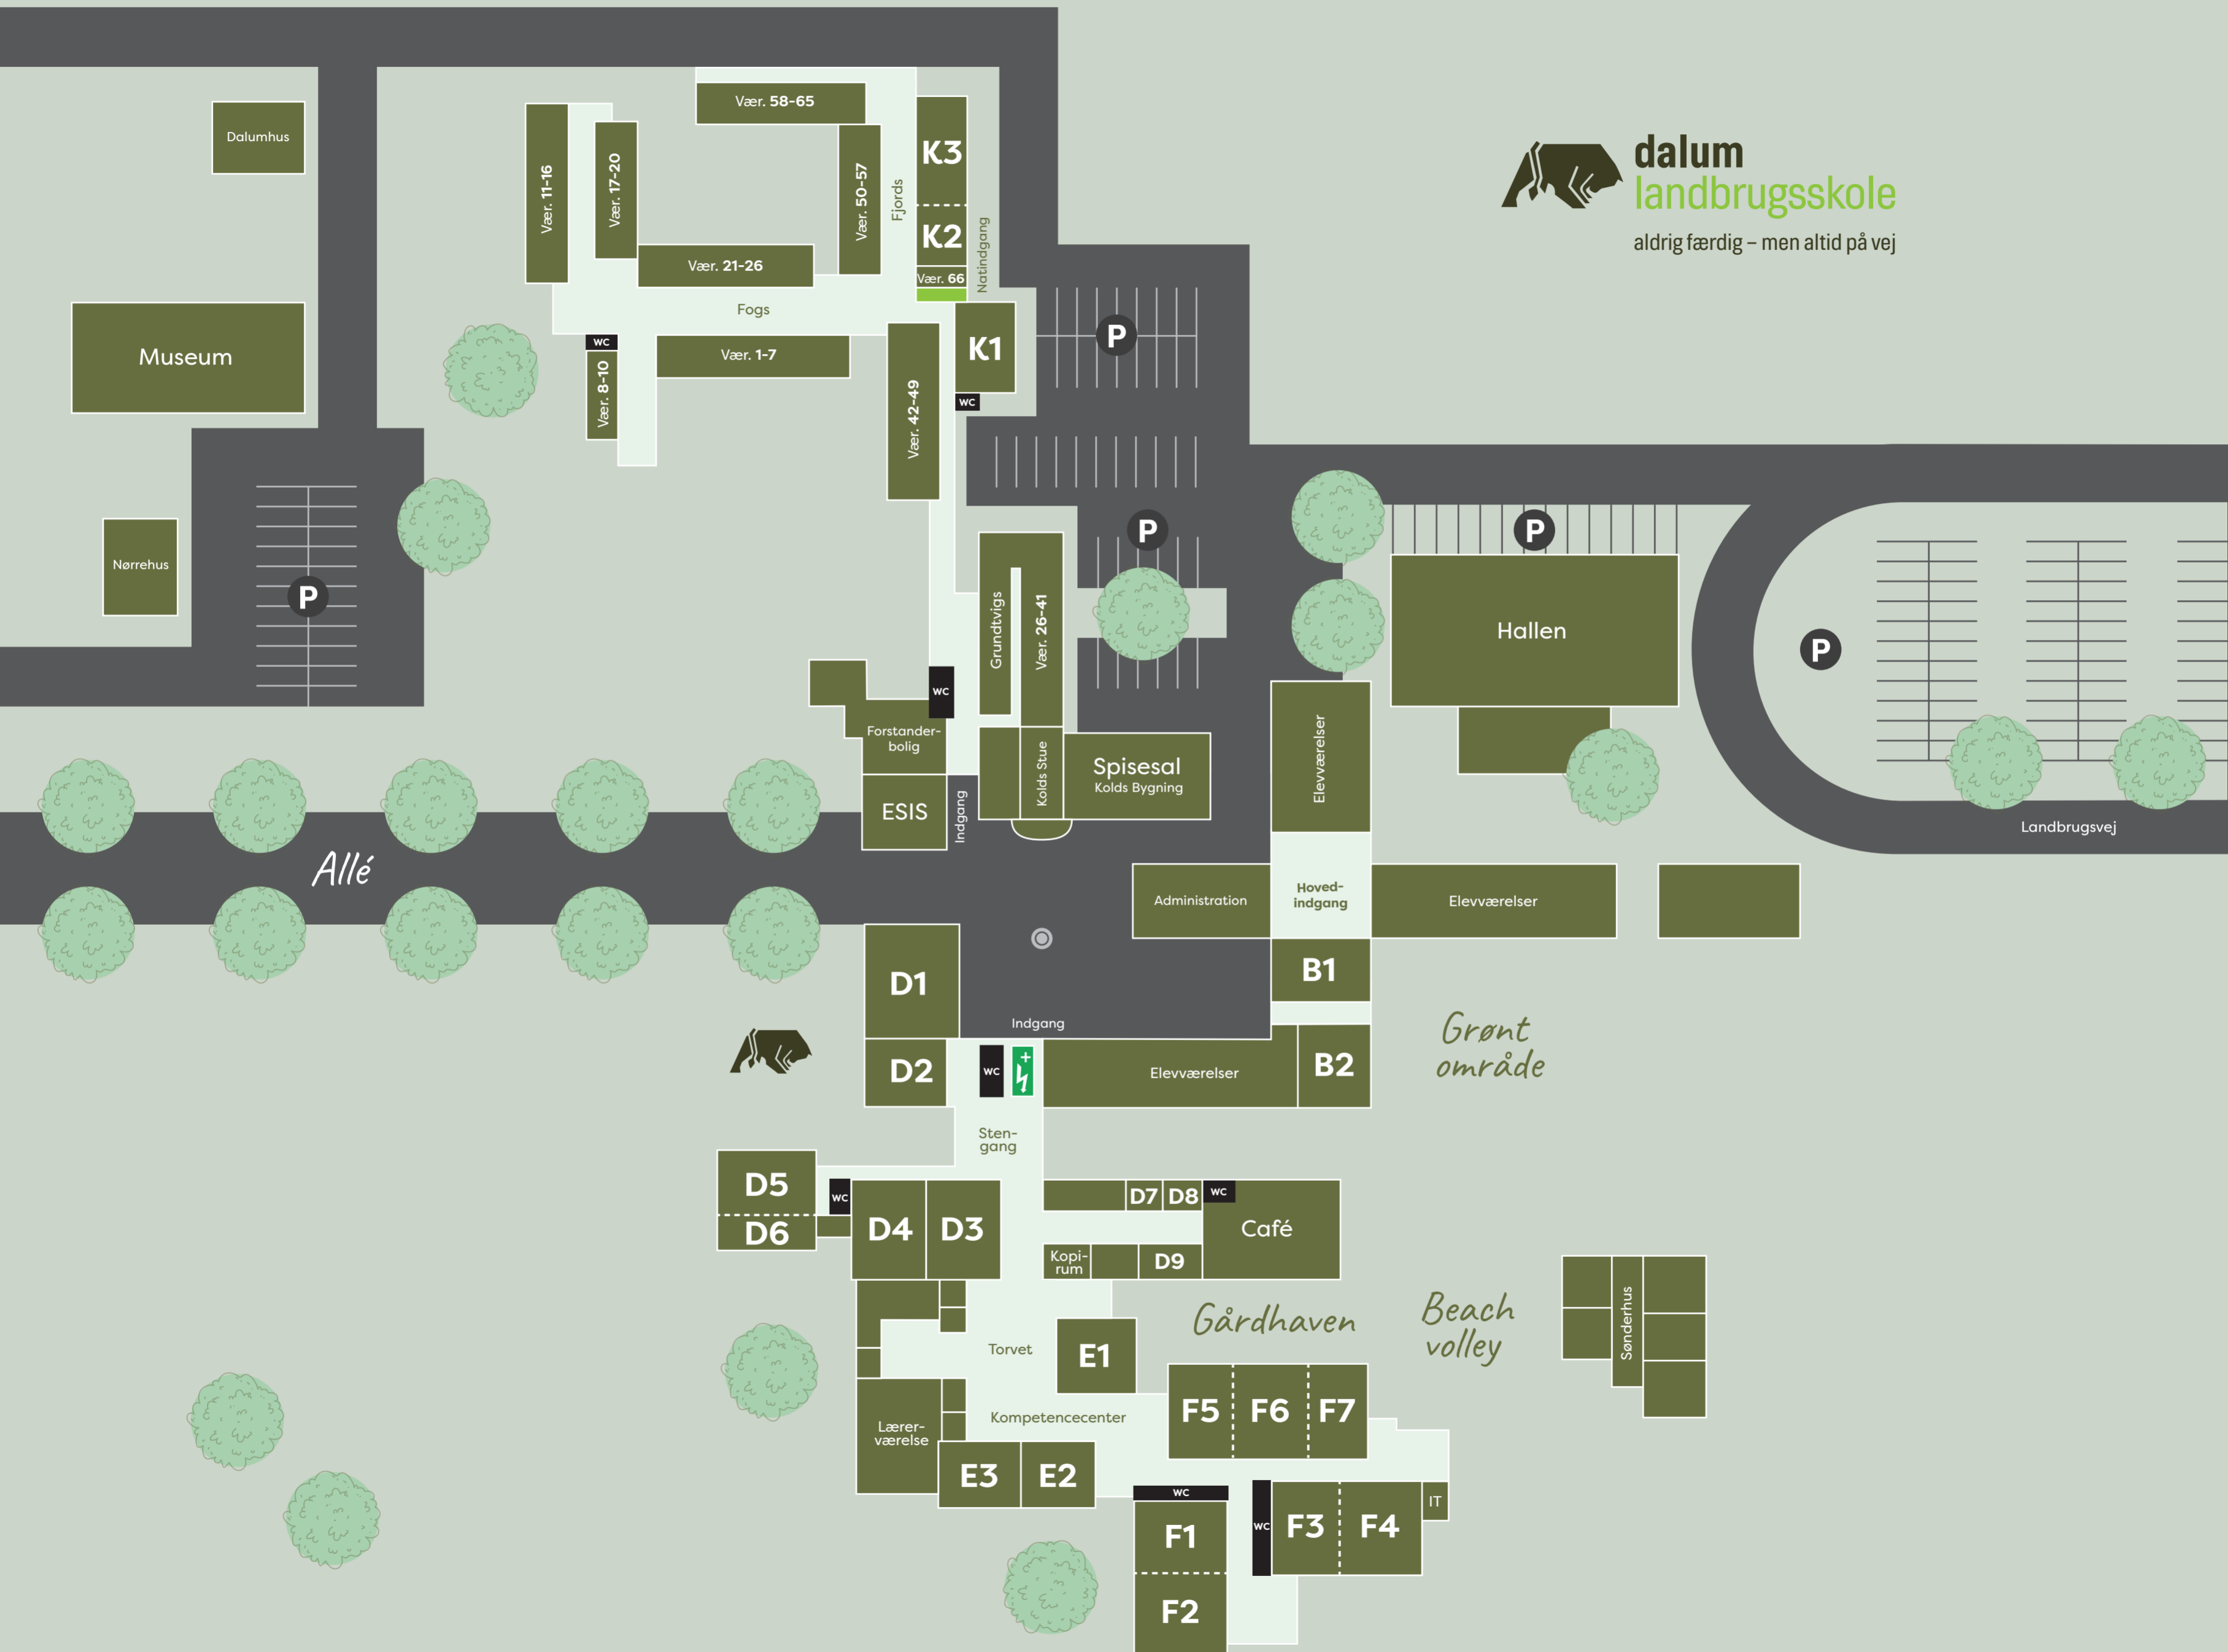 dalum
landbrugsskole
aldrig færdig – men altid på vej
Dalumhus
Museum
Nørrehus
P
Vær. 11-16
Vær. 17-20
Vær. 58-65
Vær. 50-57
Vær. 21-26
Fjords
K3
K2
Vær. 66
Natindgang
Fogs
WC
Vær. 8-10
Vær. 1-7
Vær. 42-49
K1
WC
P
P
P
P
Grundtvigs
Vær. 26-41
WC
Forstander-
bolig
ESIS
Indgang
Kolds Stue
Spisesal
Kolds Bygning
Hallen
Elevværelser
Landbrugsvej
Allé
Administration
Hoved-
indgang
Elevværelser
D1
B1
Indgang
D2
WC
Elevværelser
B2
Grønt
område
Sten-
gang
D5
D6
WC
D4
D3
D7
D8
WC
Café
Kopi-
rum
D9
Gårdhaven
Beach
volley
Sønderhus
Torvet
E1
Kompetencecenter
Lærer-
værelse
E3
E2
F5
F6
F7
WC
F1
F2
WC
F3
F4
IT